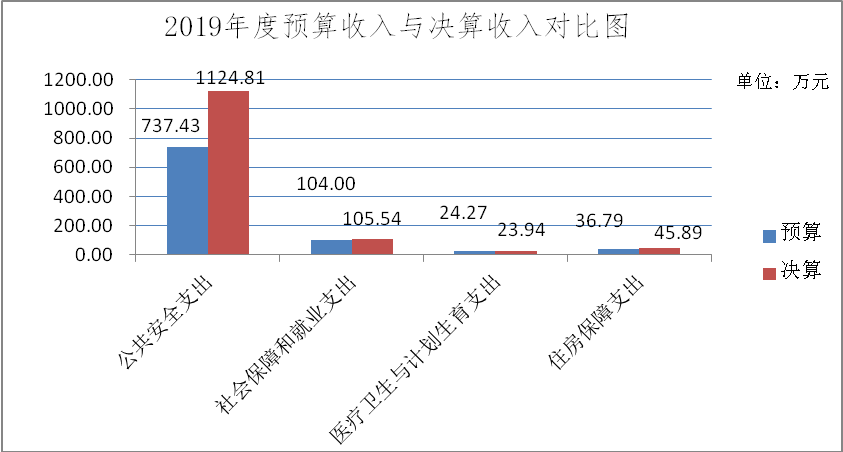 2019年度预算收入与决算收入对比图
单位：万元
1200.00
1000.00
800.00
600.00
400.00
200.00
0.00
737.43
1124.81
104.00
105.54
24.27
23.94
36.79
45.89
公共安全支出
社会保障和就业支出
医疗卫生与计划生育支出
住房保障支出
预算
决算